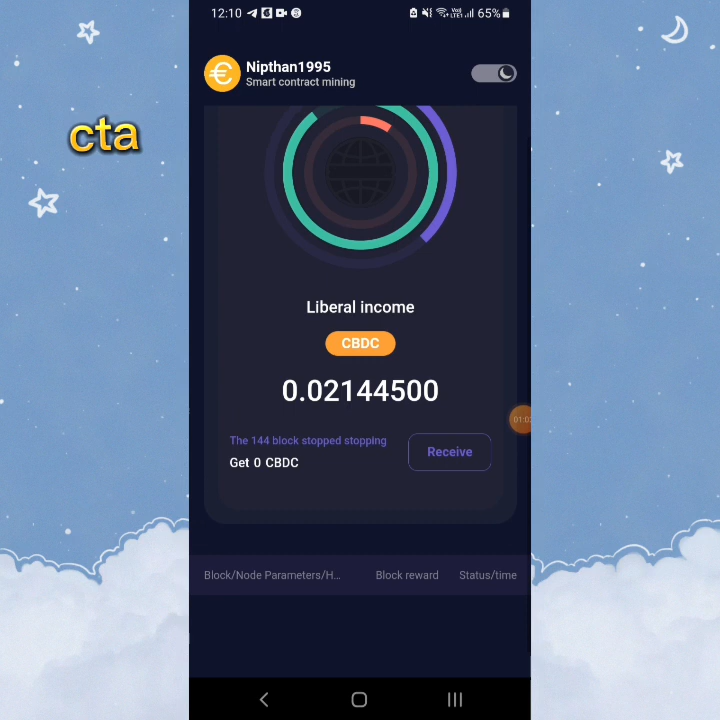 12:10
65%
Nipthan1995
Smart contract mining
cta
Liberal income
CBDC
0.02144500
The 144 block stopped stopping
Get 0 CBDC
Receive
Block/Node Parameters/H...
Block reward
Status/time